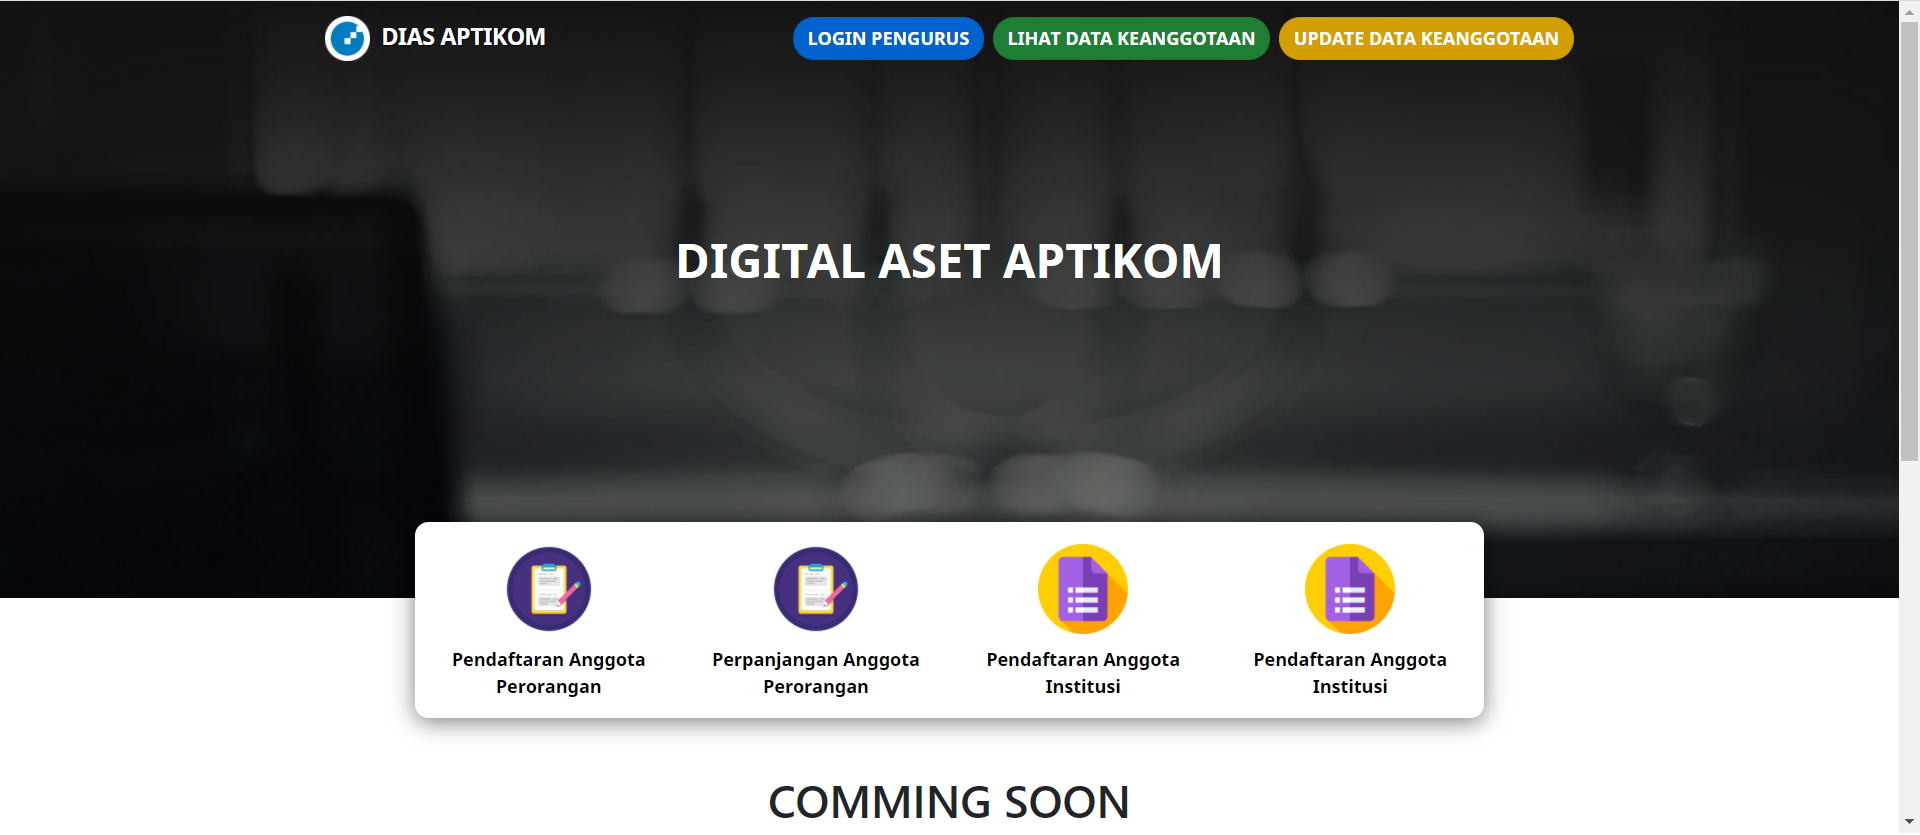 DIAS APTIKOM
LOGIN PENGURUS
LIHAT DATA KEANGGOTAAN
UPDATE DATA KEANGGOTAAN
DIGITAL ASET APTIKOM
Pendaftaran Anggota
Perorangan
Perpanjangan Anggota
Perorangan
Pendaftaran Anggota
Institusi
Pendaftaran Anggota
Institusi
COMMING SOON